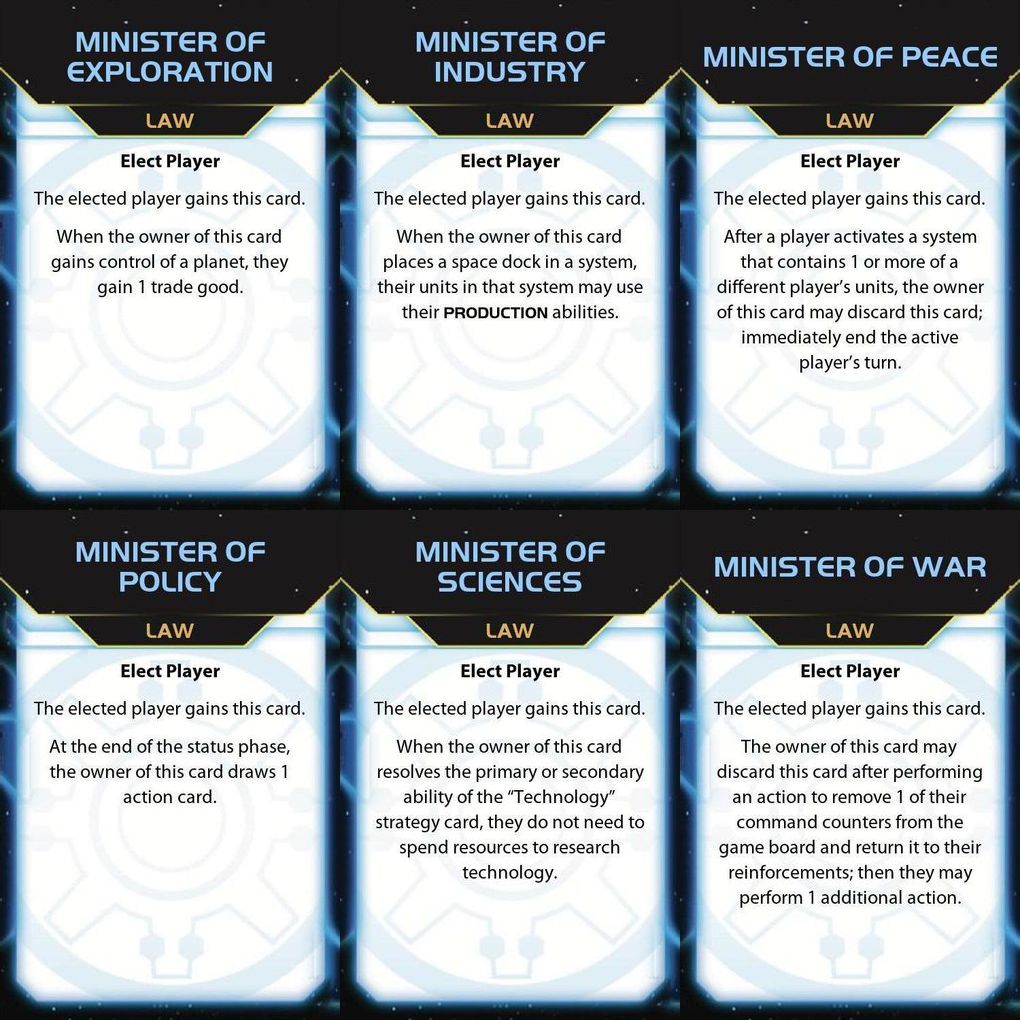 MINISTER OF
EXPLORATION
LAW
Elect Player
The elected player gains this card.
When the owner of this card
gains control of a planet, they
gain 1 trade good.
MINISTER OF
INDUSTRY
LAW
Elect Player
The elected player gains this card.
When the owner of this card
places a space dock in a system,
their units in that system may use
their PRODUCTION abilities.
MINISTER OF PEACE
LAW
Elect Player
The elected player gains this card.
After a player activates a system
that contains 1 or more of a
different player’s units, the owner
of this card may discard this card;
immediately end the active
player’s turn.
MINISTER OF
POLICY
LAW
Elect Player
The elected player gains this card.
At the end of the status phase,
the owner of this card draws 1
action card.
MINISTER OF
SCIENCES
LAW
Elect Player
The elected player gains this card.
When the owner of this card
resolves the primary or secondary
ability of the “Technology”
strategy card, they do not need to
spend resources to research
technology.
MINISTER OF WAR
LAW
Elect Player
The elected player gains this card.
The owner of this card may
discard this card after performing
an action to remove 1 of their
command counters from the
game board and return it to their
reinforcements; then they may
perform 1 additional action.